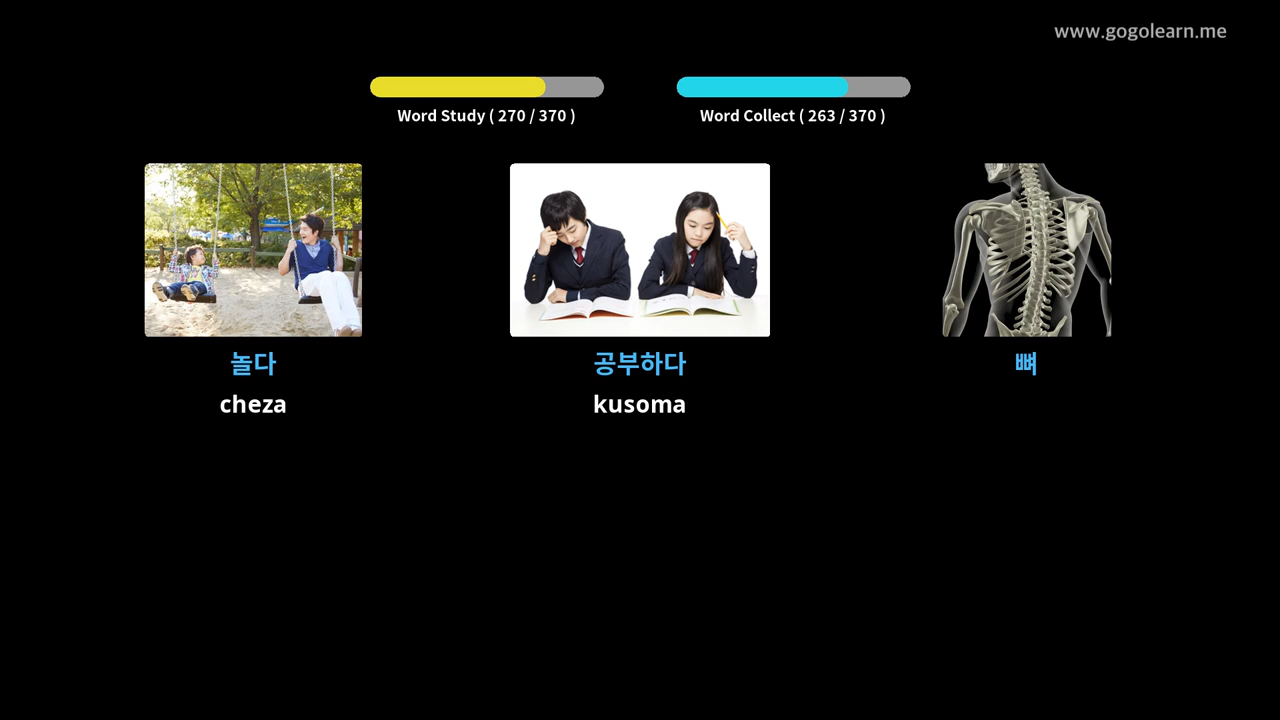 www.gogolearn.me
Word Study ( 270 / 370 )
Word Collect ( 263 / 370 )
놀다
공부하다
뼈
cheza
kusoma